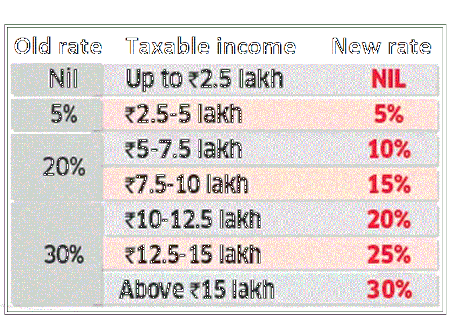 Old rate Taxable income New rate
Nil Up to ₹2.5 lakh NIL
5% ₹2.5-5 lakh 5%
20% ₹5-7.5 lakh 10%
₹7.5-10 lakh 15%
30% ₹10-12.5 lakh 20%
₹12.5-15 lakh 25%
Above ₹15 lakh 30%